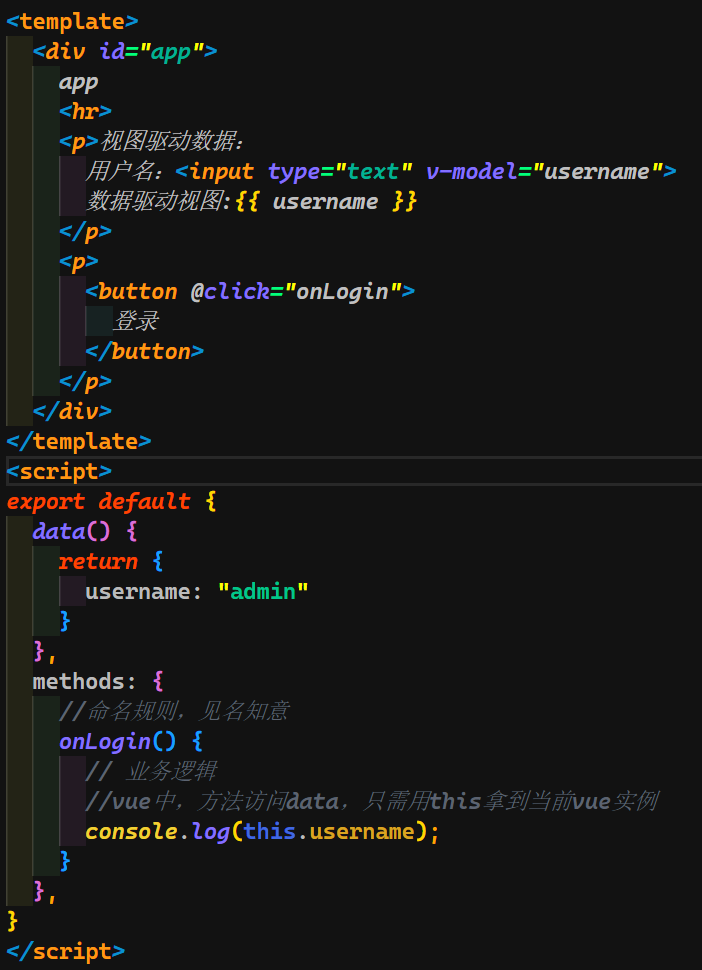 <template>
  <div id="app">
    app
    <hr>
    <p>视图驱动数据：
      用户名：<input type="text" v-model="username">
      数据驱动视图:{{ username }}
    </p>
    <p>
      <button @click="onLogin">
        登录
      </button>
    </p>
  </div>
</template>
<script>
export default {
  data() {
    return {
      username: "admin"
    }
  },
  methods: {
    //命名规则，见名知意
    onLogin() {
      // 业务逻辑
      //vue中，方法访问data，只需用this拿到当前vue实例
      console.log(this.username);
    }
  },
}
</script>